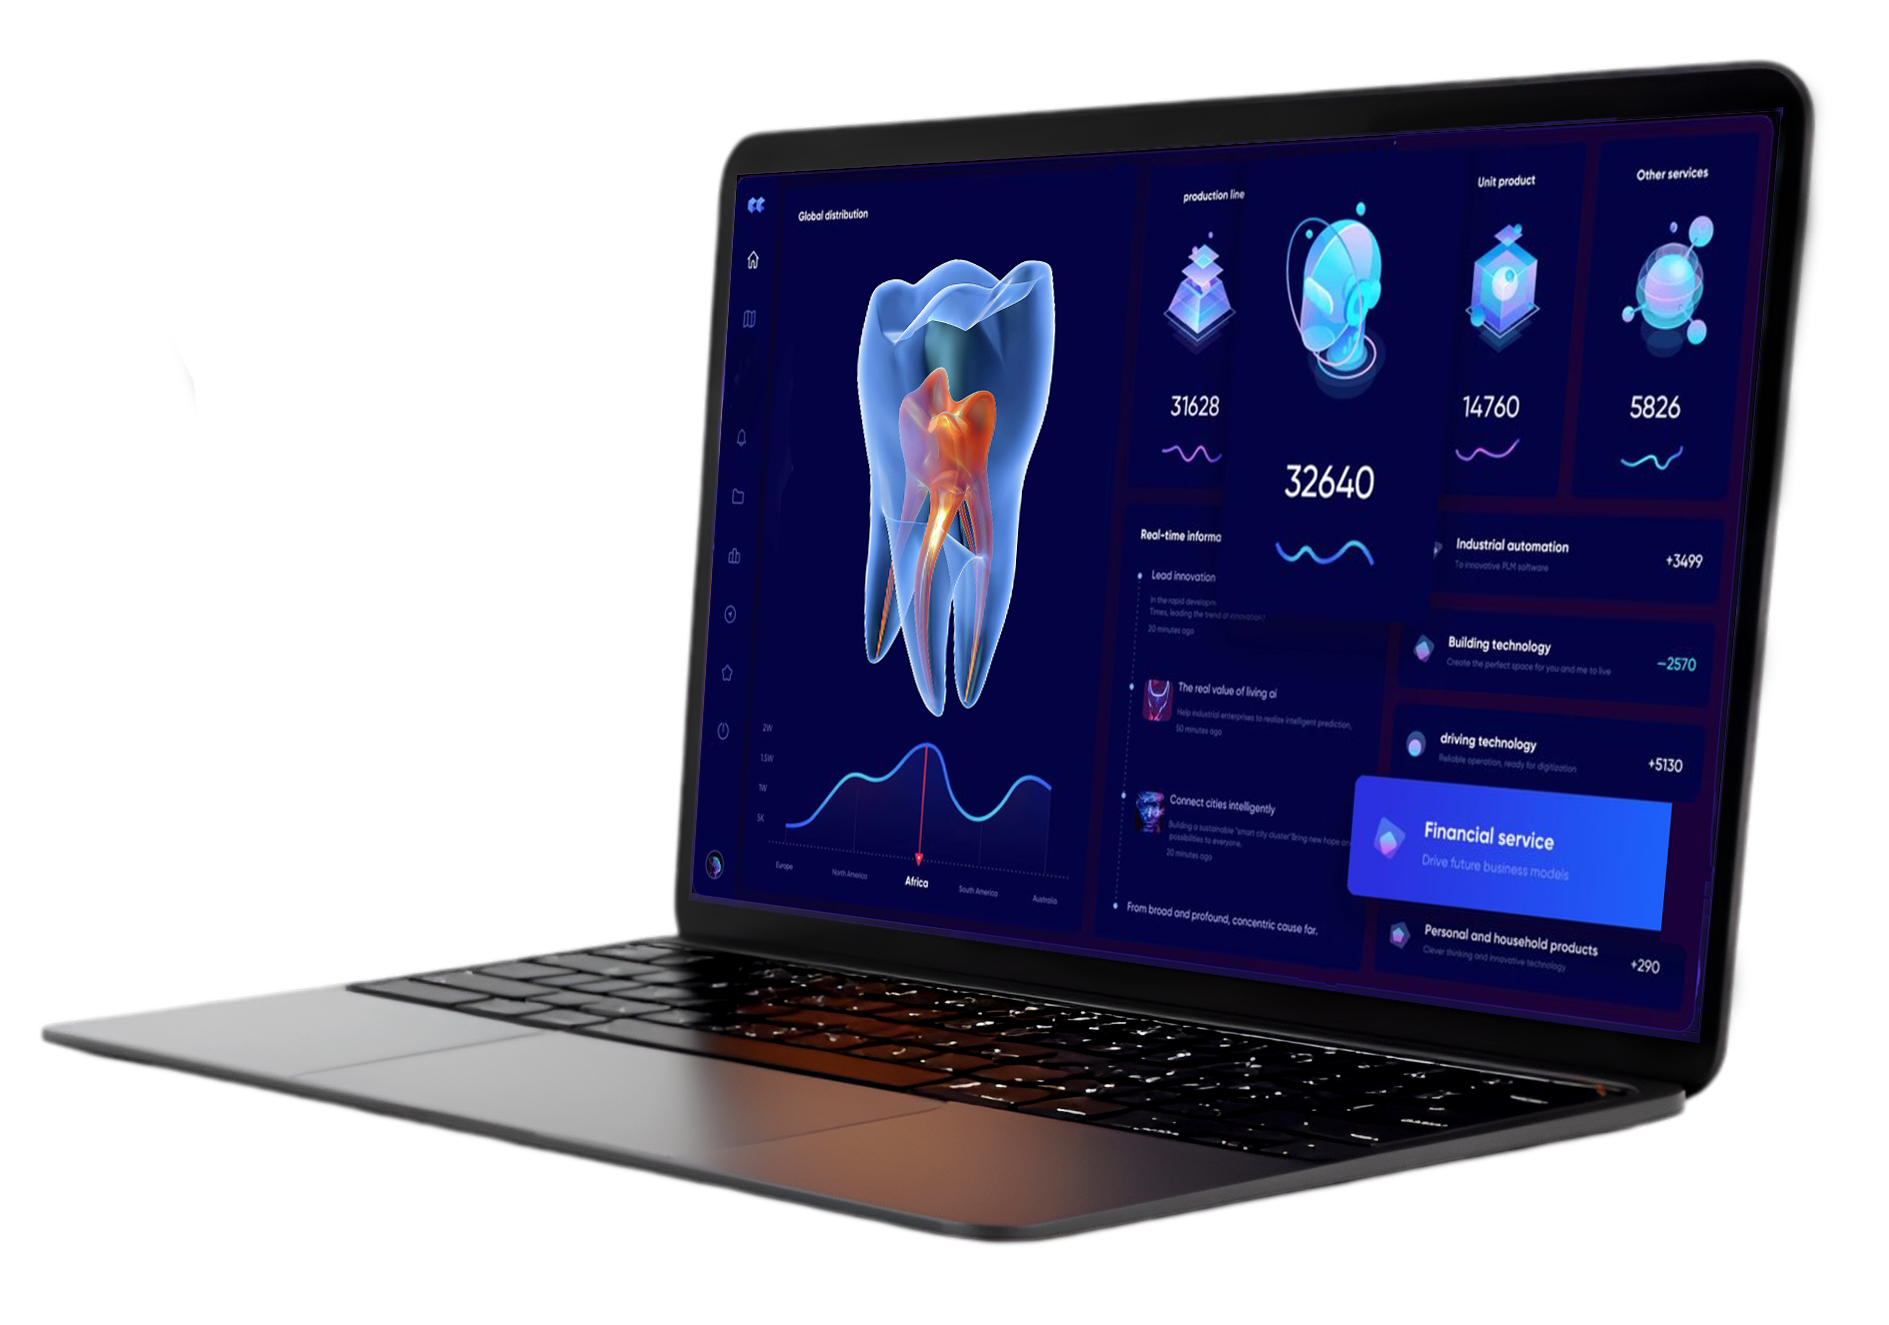 Global distribution
2W
1.5W
1W
5K
Europe
North America
Africa
South America
Australia
production line
31628
32640
Unit product
14760
Other services
5826
Real-time informa
Lead innovation
In the rapid developm
Times, leading the trend of innovation!
20 minutes ago
The real value of living ai
Help industrial enterprises to realize intelligent prediction,
50 minutes ago
Connect cities intelligently
Building a sustainable "smart city cluster"Bring new hope an
possibilities to everyone.
20 minutes ago
From broad and profound, concentric cause for.
Industrial automation
To innovative PLM software
+3499
Building technology
Create the perfect space for you and me to live
−2570
driving technology
Reliable operation, ready for digitization
+5130
Financial service
Drive future business models
Personal and household products
Clever thinking and innovative technology
+290